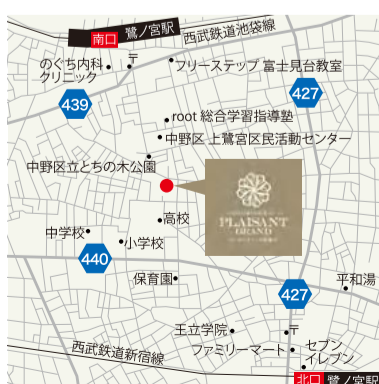 鷺ノ宮駅
南口
西武鉄道池袋線
〒
のぐち内科
クリニック
フリーステップ 富士見台教室
439
427
root 総合学習指導塾
中野区 上鷺宮区民活動センター
中野区立とちの木公園
PLAISANT
BRAND
高校
中学校
小学校
440
保育園
427
平和湯
王立学院
〒
ファミリーマート
セブン
イレブン
西武鉄道新宿線
北口
鷺ノ宮駅